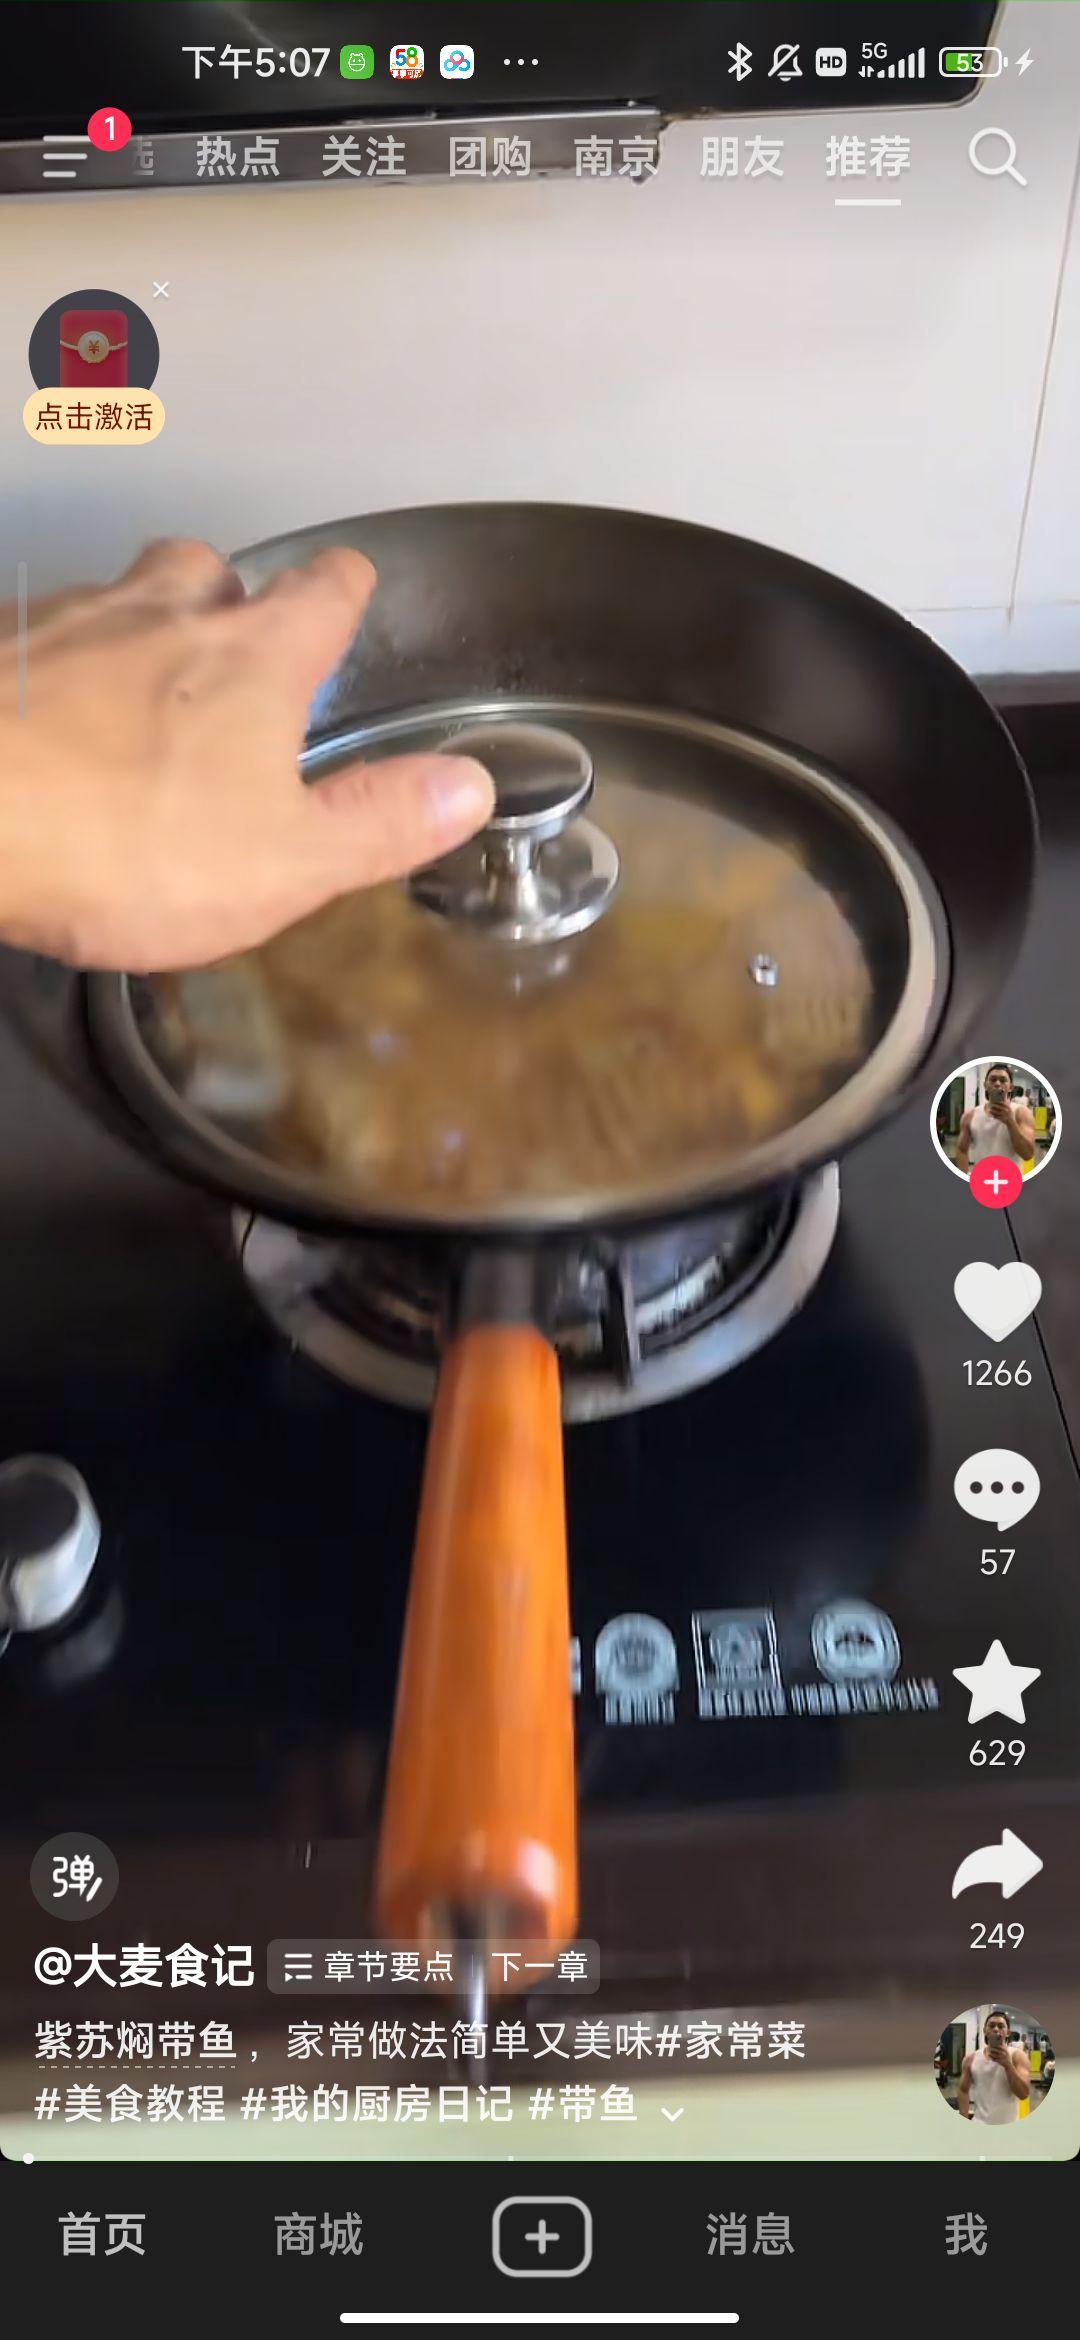 下午5:07
58
HD
5G
53
1
选 热点 关注 团购 南京 朋友 推荐
点击激活
1266
57
629
249
弹
@大麦食记
章节要点
下一章
紫苏焖带鱼，家常做法简单又美味#家常菜
#美食教程 #我的厨房日记 #带鱼
首页 商城 消息 我